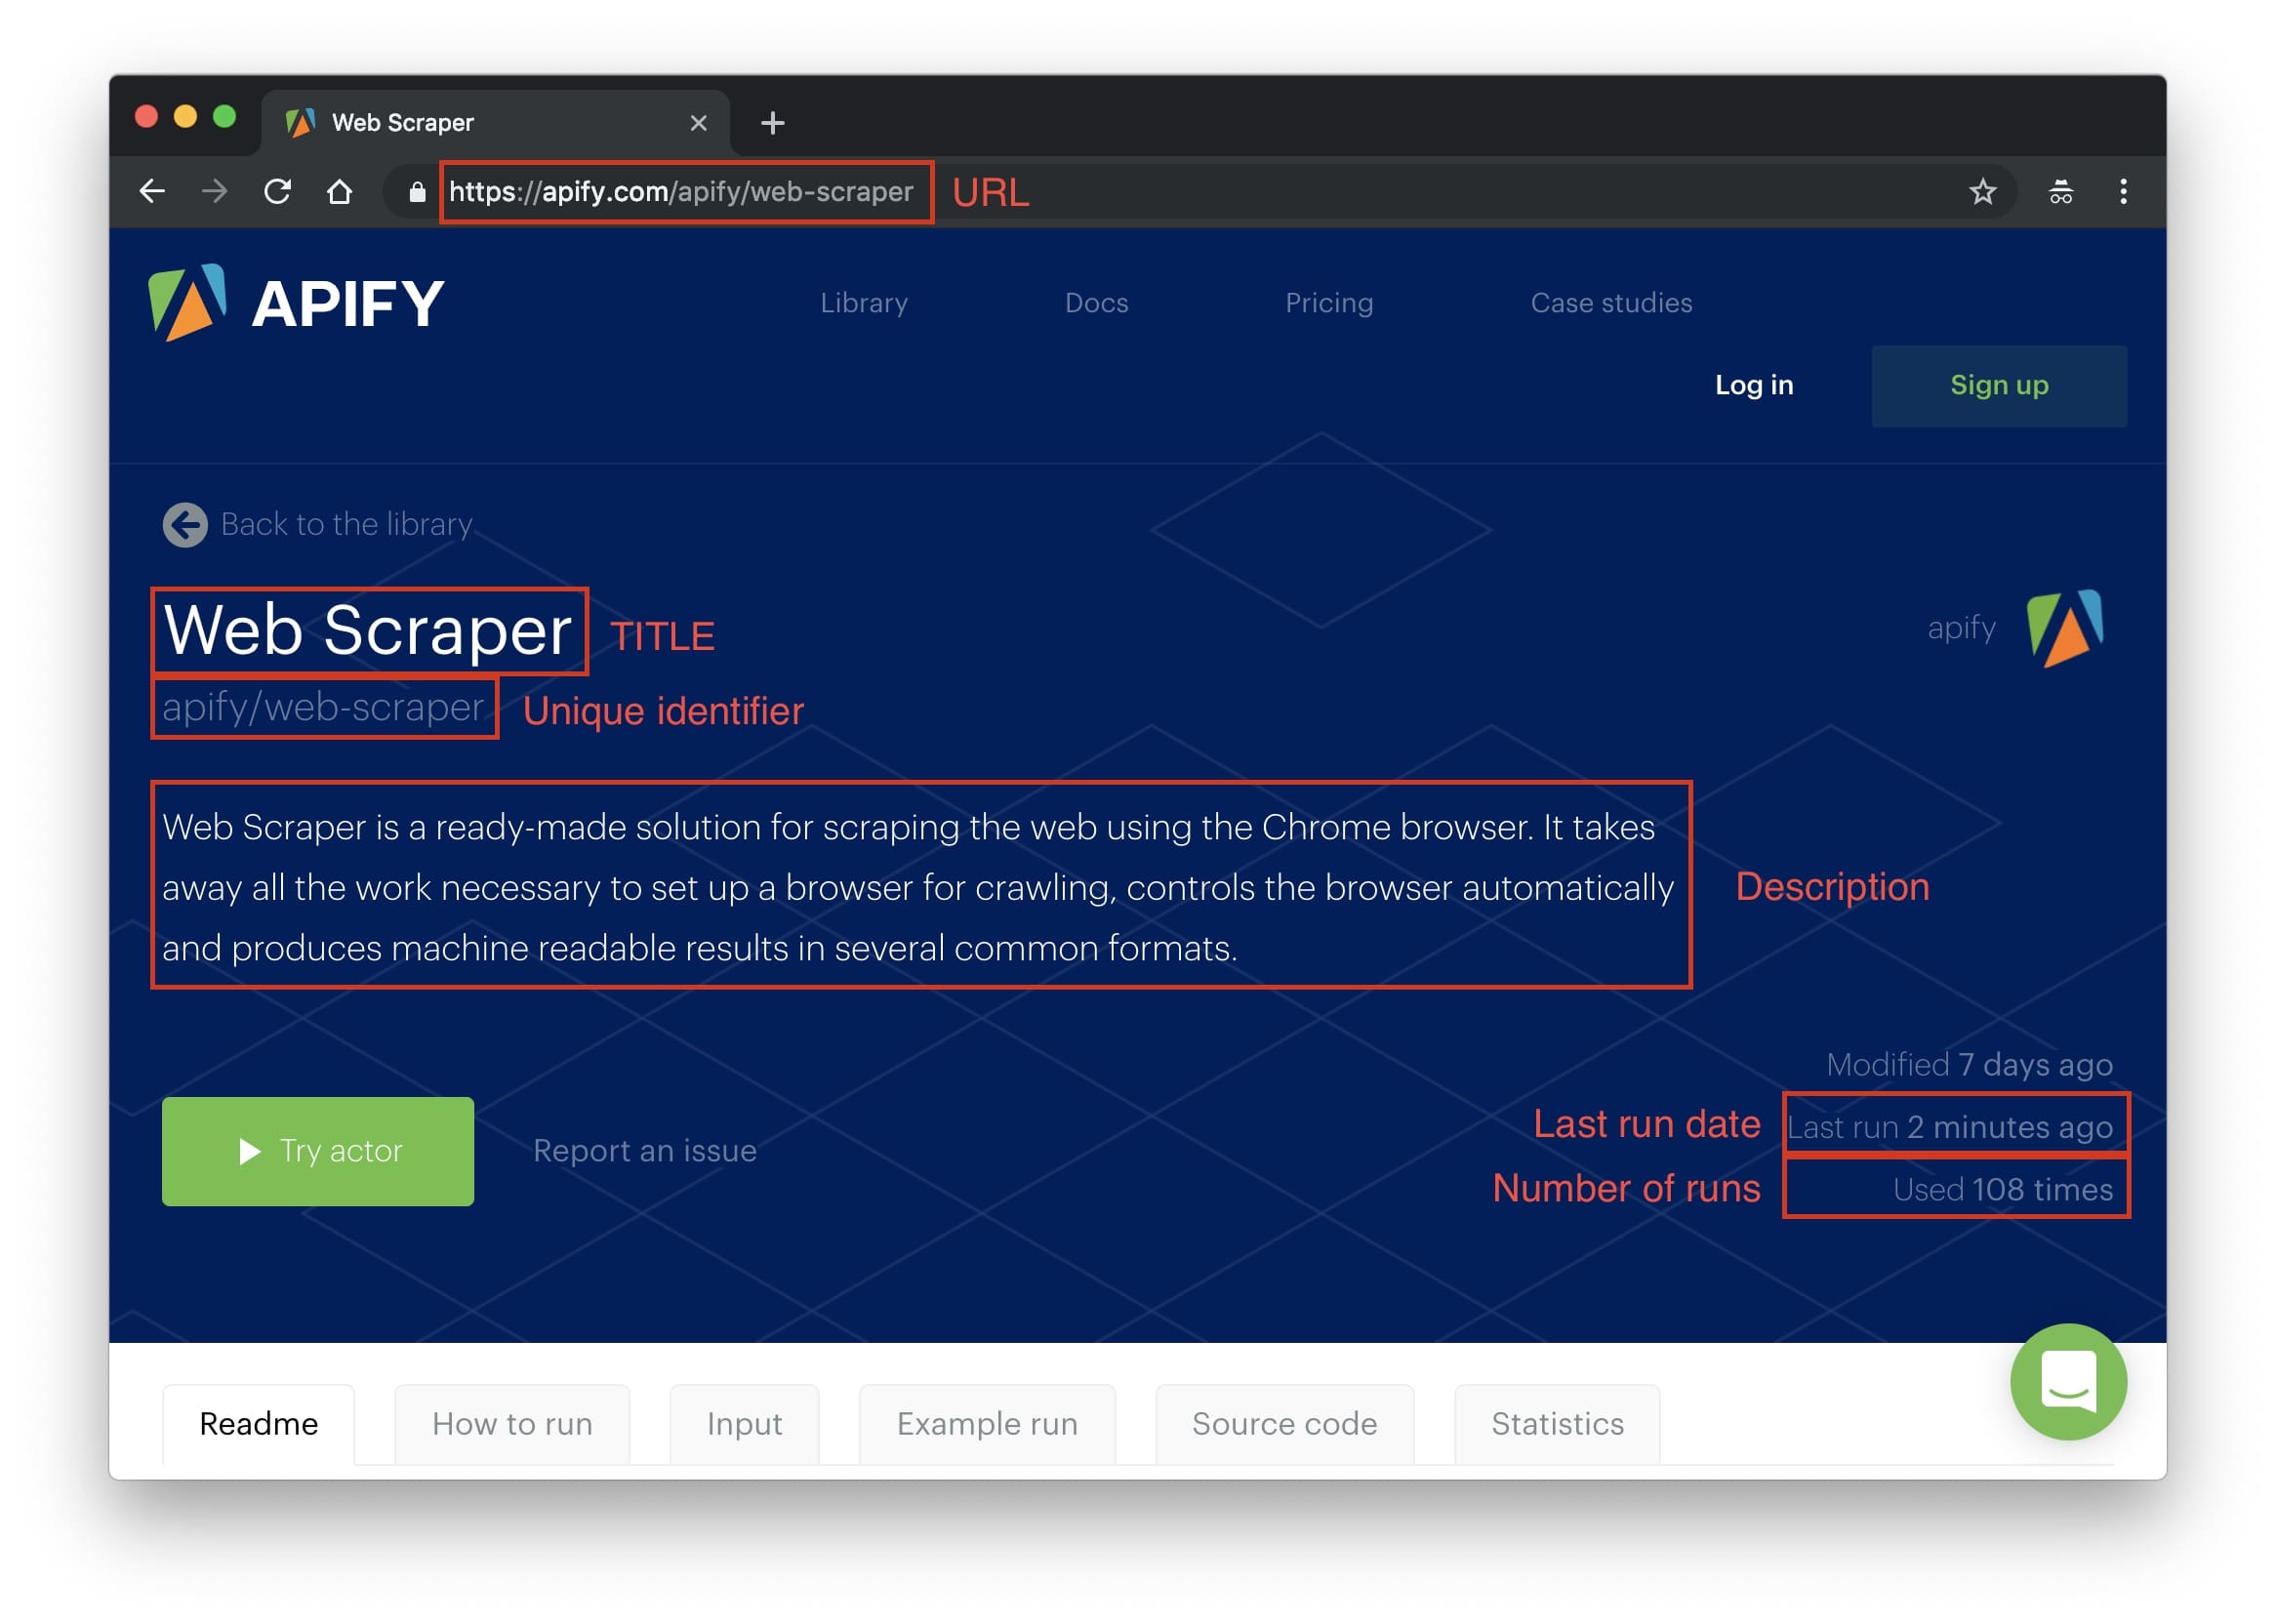 Web Scraper
https://apify.com/apify/web-scraper URL
APIFY
Library Docs Pricing Case studies
Log in Sign up
Back to the library
Web Scraper TITLE
apify
apify/web-scraper Unique identifier
Web Scraper is a ready-made solution for scraping the web using the Chrome browser. It takes
away all the work necessary to set up a browser for crawling, controls the browser automatically
and produces machine readable results in several common formats.
Description
Modified 7 days ago
Last run date Last run 2 minutes ago
Try actor Report an issue
Number of runs Used 108 times
Readme How to run Input Example run Source code Statistics